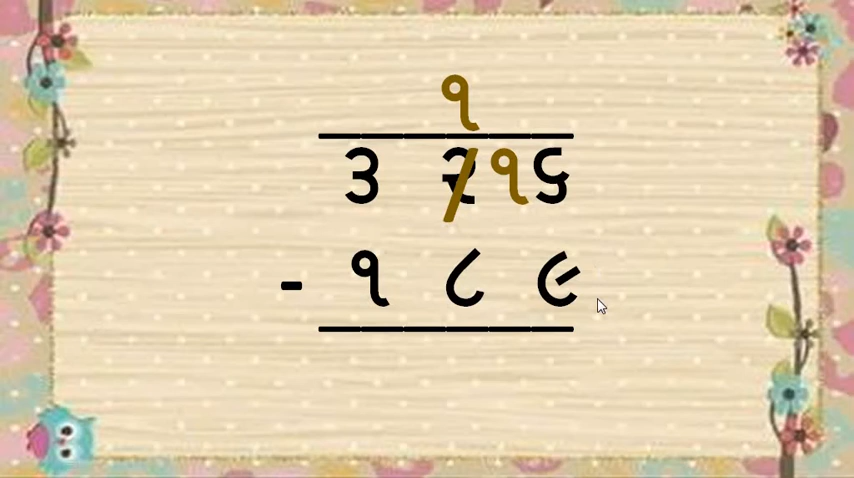 ૧
૩ ૨ ૧૬
- ૧ ૮ ૯